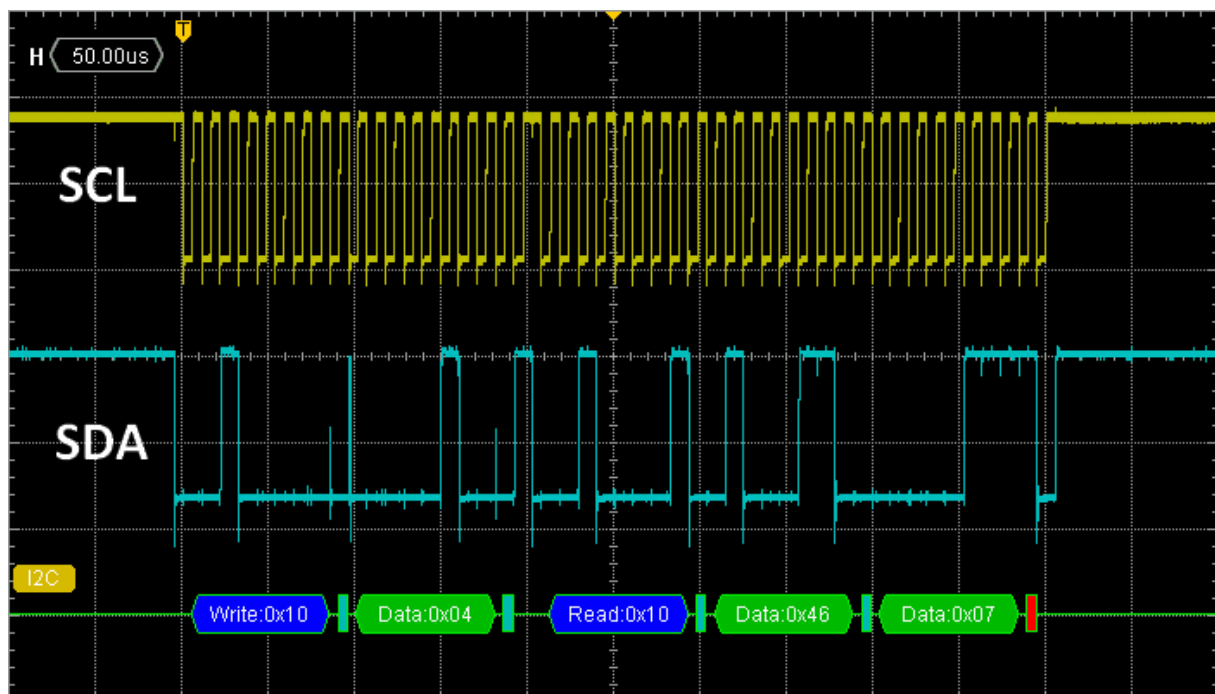 T
H 50.00us
SCL
SDA
I2C
Write:0x10 Data:0x04 Read:0x10 Data:0x46 Data:0x07